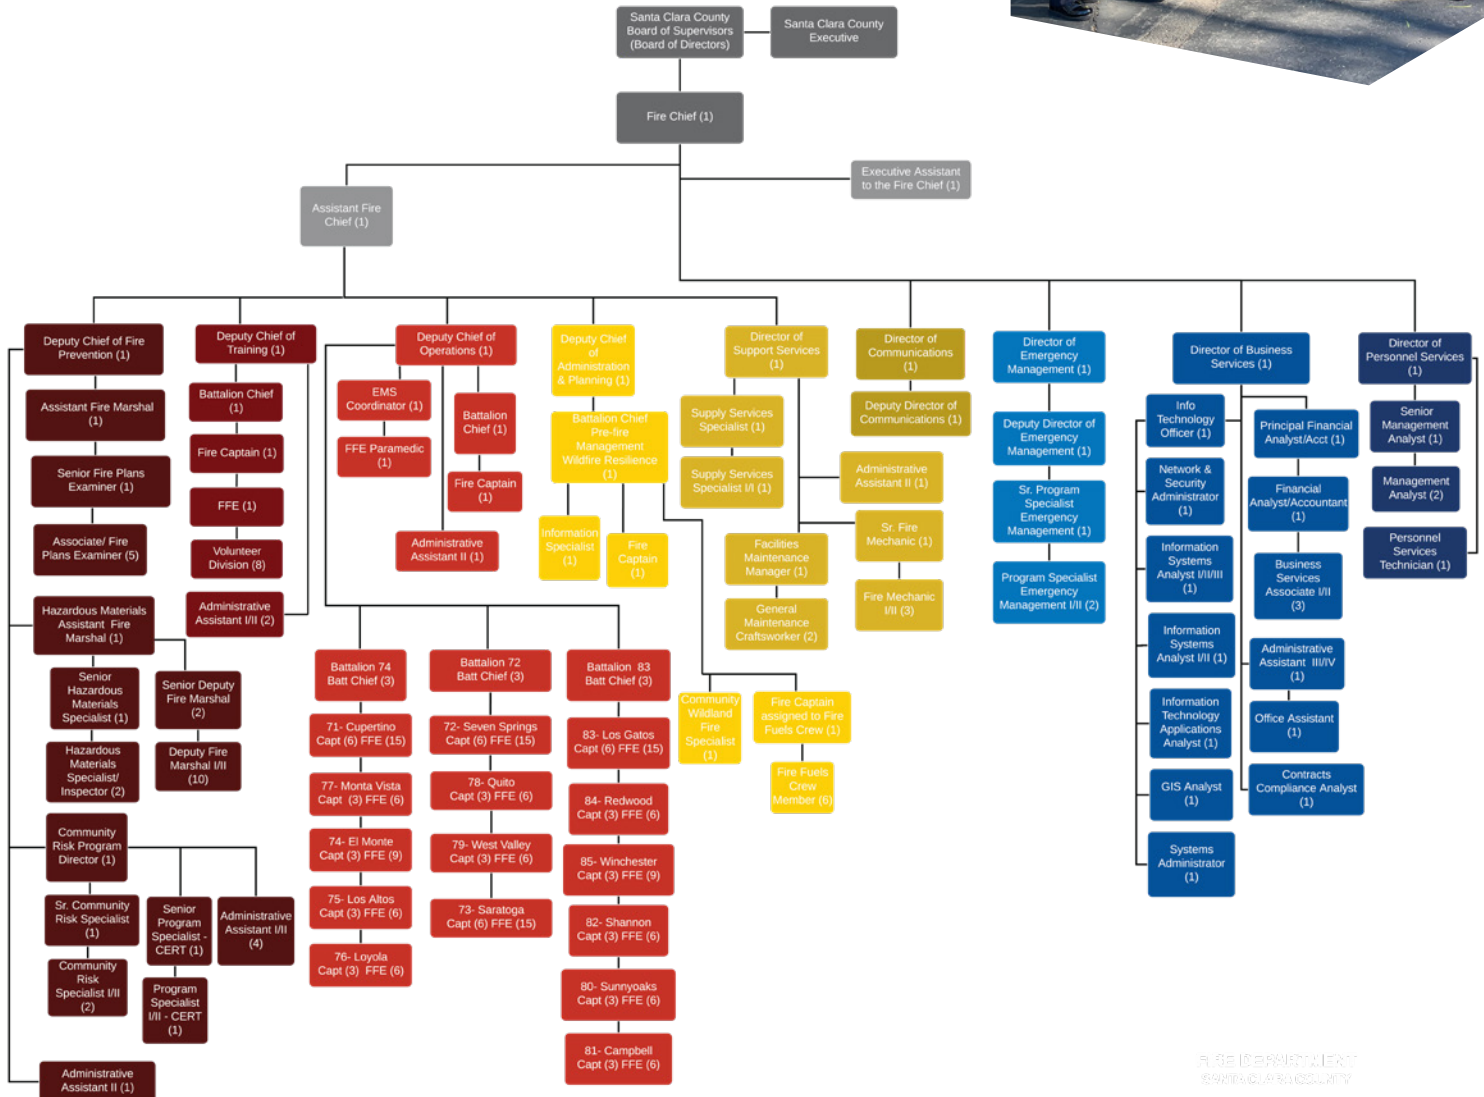 Santa Clara County
Board of Supervisors
(Board of Directors)
Santa Clara County
Executive
Fire Chief (1)
Executive Assistant
to the Fire Chief (1)
Assistant Fire
Chief (1)
Deputy Chief of Fire
Prevention (1)
Assistant Fire Marshal
(1)
Senior Fire Plans
Examiner (1)
Associate/ Fire
Plans Examiner (5)
Hazardous Materials
Assistant Fire
Marshal (1)
Senior
Hazardous
Materials
Specialist (1)
Hazardous
Materials
Specialist/
Inspector (2)
Senior Deputy
Fire Marshal
(2)
Deputy Fire
Marshal I/II
(10)
Community
Risk Program
Director (1)
Sr. Community
Risk Specialist
(1)
Community
Risk
Specialist I/II
(2)
Senior
Program
Specialist -
CERT (1)
Program
Specialist
I/II - CERT
(1)
Administrative
Assistant I/II
(4)
Administrative
Assistant II (1)
Deputy Chief of
Training (1)
Battalion Chief
(1)
Fire Captain (1)
FFE (1)
Volunteer
Division (8)
Administrative
Assistant I/II (2)
Deputy Chief of
Operations (1)
EMS
Coordinator (1)
FFE Paramedic
(1)
Battalion
Chief (1)
Fire Captain
(1)
Administrative
Assistant II (1)
Battalion 74
Batt Chief (3)
71- Cupertino
Capt (6) FFE (15)
77- Monta Vista
Capt (3) FFE (6)
74- El Monte
Capt (3) FFE (9)
75- Los Altos
Capt (3) FFE (6)
76- Loyola
Capt (3) FFE (6)
Battalion 72
Batt Chief (3)
72- Seven Springs
Capt (6) FFE (15)
78- Quito
Capt (3) FFE (6)
79- West Valley
Capt (3) FFE (6)
73- Saratoga
Capt (6) FFE (15)
Battalion 83
Batt Chief (3)
83- Los Gatos
Capt (6) FFE (15)
84- Redwood
Capt (3) FFE (6)
85- Winchester
Capt (3) FFE (9)
82- Shannon
Capt (3) FFE (6)
80- Sunnyoaks
Capt (3) FFE (6)
81- Campbell
Capt (3) FFE (6)
Deputy Chief
of
Administration
& Planning (1)
Battalion Chief
Pre-fire
Management
Wildfire Resilience
(1)
Information
Specialist
(1)
Fire
Captain
(1)
Community
Wildland
Fire
Specialist
(1)
Fire Captain
assigned to Fire
Fuels Crew (1)
Fire Fuels
Crew
Member (6)
Director of
Support Services
(1)
Supply Services
Specialist (1)
Supply Services
Specialist I/I (1)
Administrative
Assistant II (1)
Sr. Fire
Mechanic (1)
Fire Mechanic
I/II (3)
Facilities
Maintenance
Manager (1)
General
Maintenance
Craftsworker (2)
Director of
Communications
(1)
Deputy Director of
Communications (1)
Director of
Emergency
Management (1)
Deputy Director of
Emergency
Management (1)
Sr. Program
Specialist
Emergency
Management (1)
Program Specialist
Emergency
Management I/II (2)
Director of Business
Services (1)
Info
Technology
Officer (1)
Network &
Security
Administrator
(1)
Information
Systems
Analyst I/II/III
(1)
Information
Systems
Analyst I/II (1)
Information
Technology
Applications
Analyst (1)
GIS Analyst
(1)
Systems
Administrator
(1)
Principal Financial
Analyst/Acct (1)
Financial
Analyst/Accountant
(1)
Business
Services
Associate I/II
(3)
Administrative
Assistant III/IV
(1)
Office Assistant
(1)
Contracts
Compliance Analyst
(1)
Director of
Personnel Services
(1)
Senior
Management
Analyst (1)
Management
Analyst (2)
Personnel
Services
Technician (1)
FIRE DEPARTMENT
SANTA CLARA COUNTY